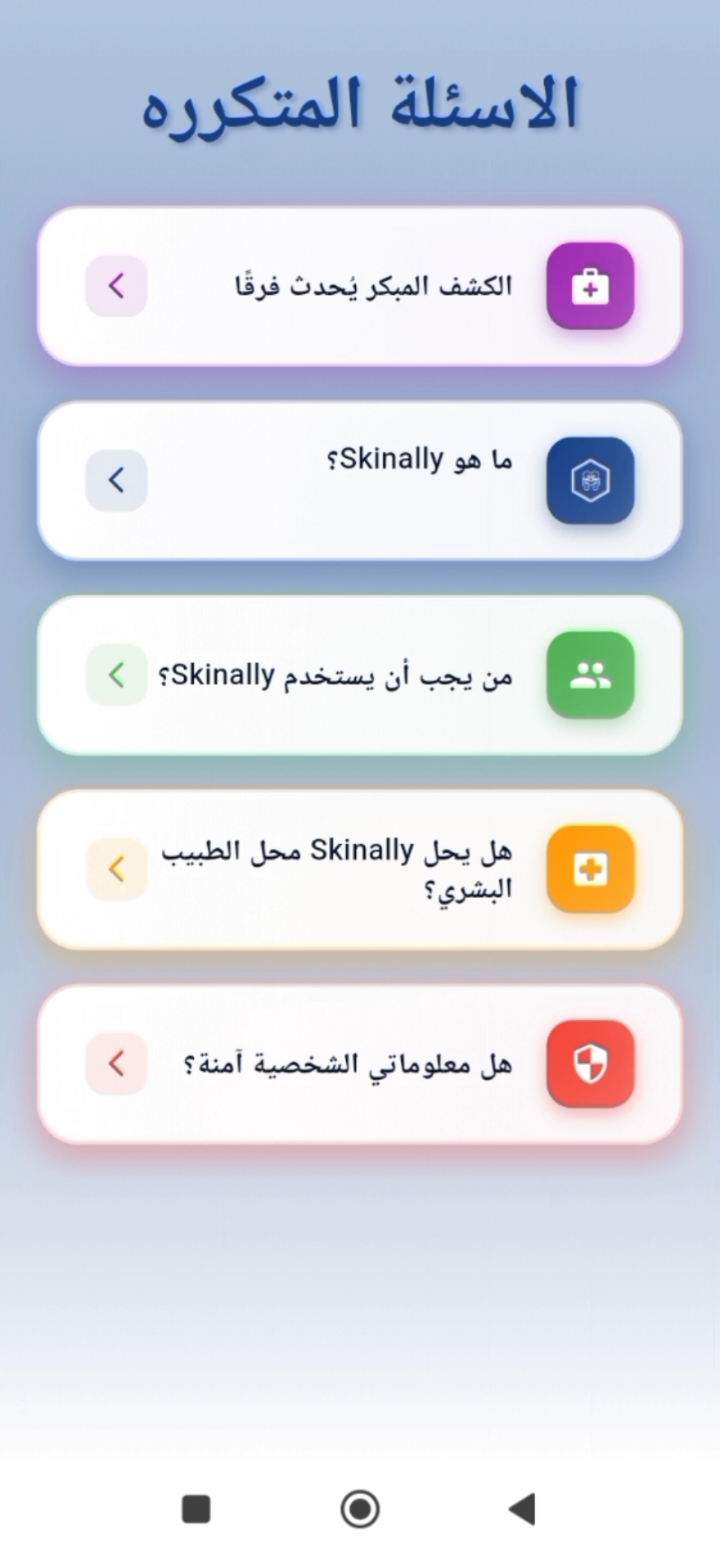 الاسئلة المتكرره
الكشف المبكر يُحدث فرقًا
ما هو Skinally؟
من يجب أن يستخدم Skinally؟
هل يحل Skinally محل الطبيب
البشري؟
هل معلوماتي الشخصية آمنة؟